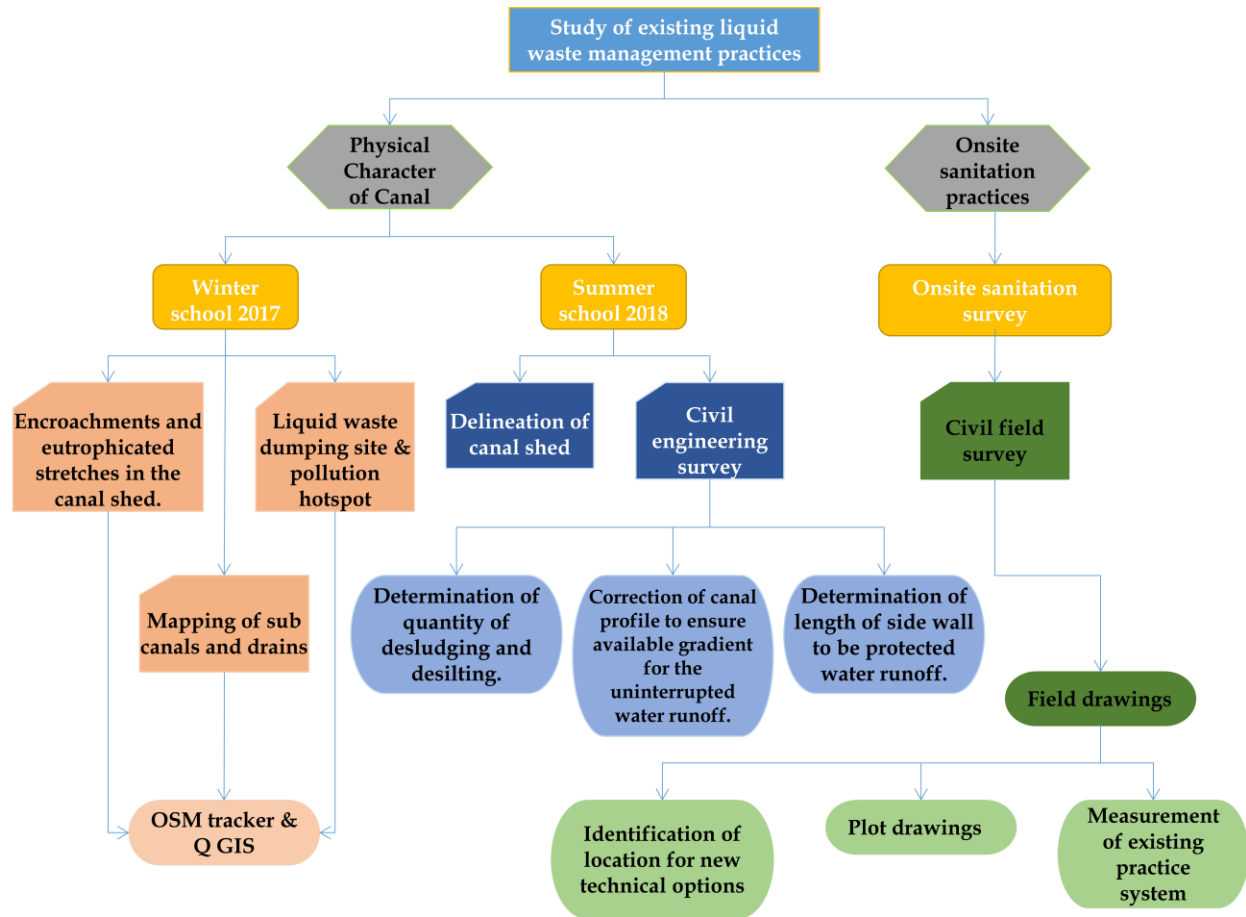 Study of existing liquid
waste management practices
Physical
Character
of Canal
Onsite
sanitation
practices
Winter
school 2017
Summer
school 2018
Onsite sanitation
survey
Encroachments and
eutrophicated
stretches in the
canal shed.
Liquid waste
dumping site &
pollution
hotspot
Delineation of
canal shed
Civil
engineering
survey
Civil field
survey
Mapping of sub
canals and drains
Determination of
quantity of
desludging and
desilting.
Correction of canal
profile to ensure
available gradient
for the
uninterrupted
water runoff.
Determination of
length of side wall
to be protected
water runoff.
Field drawings
OSM tracker &
Q GIS
Identification of
location for new
technical options
Plot drawings
Measurement
of existing
practice
system